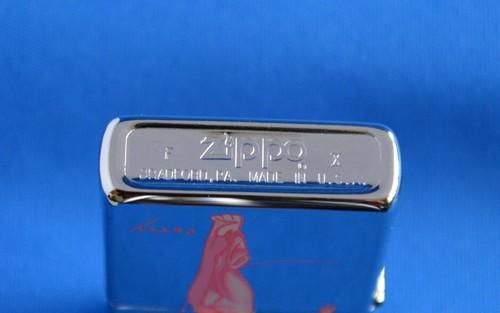 F Zippo X
BRADFORD, PA. MADE IN U.S.A.